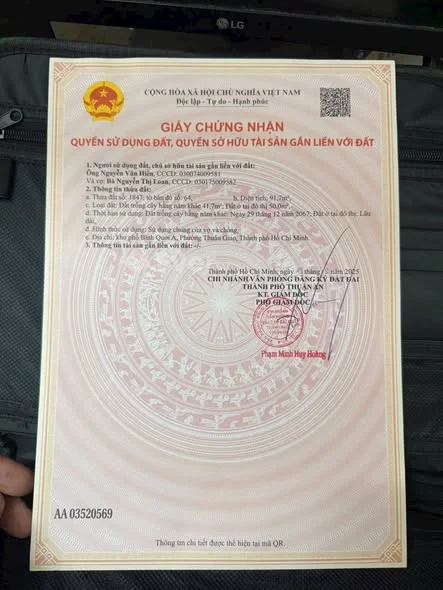 LG
CỘNG HÒA XÃ HỘI CHỦ NGHĨA VIỆT NAM
Độc lập - Tự do - Hạnh phúc
GIẤY CHỨNG NHẬN
QUYỀN SỬ DỤNG ĐẤT, QUYỀN SỞ HỮU TÀI SẢN GẮN LIỀN VỚI ĐẤT
1. Người sử dụng đất, chủ sở hữu tài sản gắn liền với đất:
Ông Nguyễn Văn Hiền, CCCD: 030074009581
Và vợ: Bà Nguyễn Thị Loan, CCCD: 030175009582
2. Thông tin thửa đất:
a. Thửa đất số: 1847; tờ bản đồ số: 64, b. Diện tích: 91,7m²,
c. Loại đất: Đất trồng cây hằng năm khác 41,7m²; Đất ở tại đô thị 50,0m²,
d. Thời hạn sử dụng: Đất trồng cây hằng năm khác: Ngày 29 tháng 12 năm 2067; Đất ở tại đô thị: Lâu
dài,
đ. Hình thức sử dụng: Sử dụng chung của vợ và chồng,
e. Địa chỉ: khu phố Bình Quới A, Phường Thuận Giao, Thành phố Hồ Chí Minh.
3. Thông tin tài sản gắn liền với đất: -/-
Thành phố Hồ Chí Minh, ngày tháng năm 2025
CHI NHÁNH VĂN PHÒNG ĐĂNG KÝ ĐẤT ĐAI
THÀNH PHỐ THUẬN AN
KT. GIÁM ĐỐC
PHÓ GIÁM ĐỐC
Phạm Minh Huy Hoàng
AA 03520569
Thông tin chi tiết được thể hiện tại mã QR.